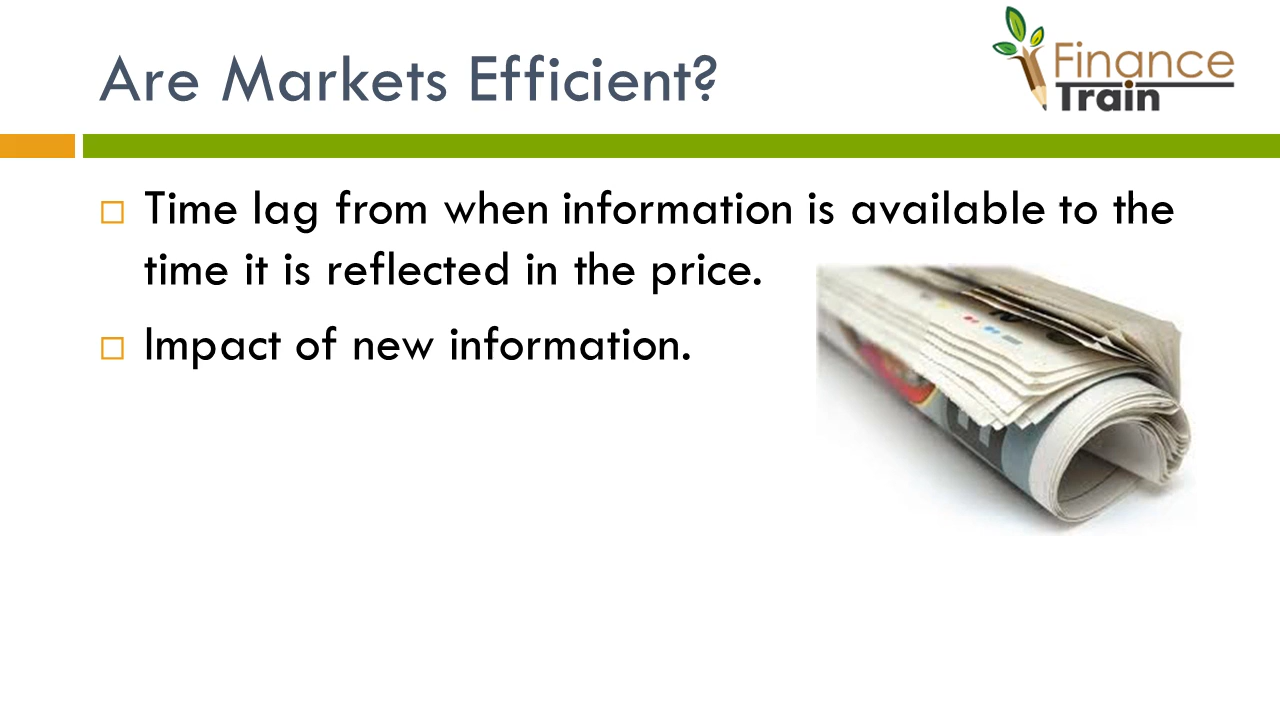 Are Markets Efficient?
Finance
Train
Time lag from when information is available to the
time it is reflected in the price.
Impact of new information.